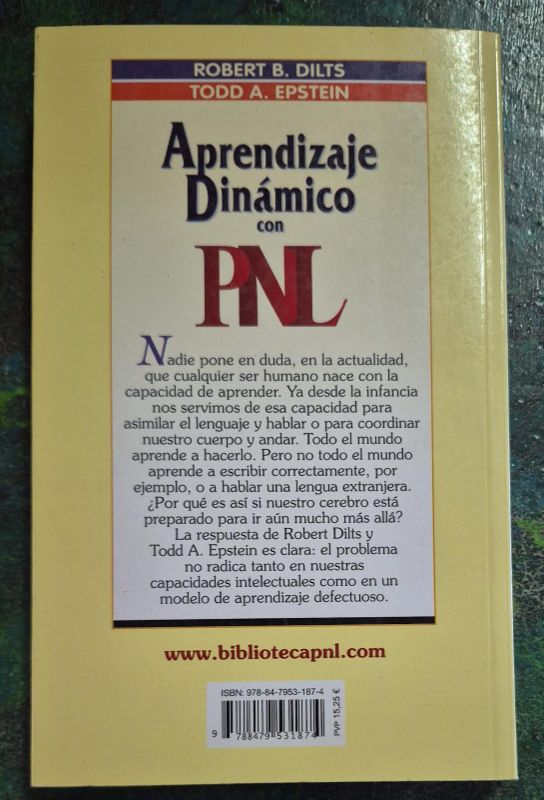 ROBERT B. DILTS
TODD A. EPSTEIN
Aprendizaje
Dinámico
con
PNL
Nadie pone en duda, en la actualidad,
que cualquier ser humano nace con la
capacidad de aprender. Ya desde la infancia
nos servimos de esa capacidad para
asimilar el lenguaje y hablar o para coordinar
nuestro cuerpo y andar. Todo el mundo
aprende a hacerlo. Pero no todo el mundo
aprende a escribir correctamente, por
ejemplo, o a hablar una lengua extranjera.
¿Por qué es así si nuestro cerebro está
preparado para ir aún mucho más allá?
La respuesta de Robert Dilts y
Todd A. Epstein es clara: el problema
no radica tanto en nuestras
capacidades intelectuales como en un
modelo de aprendizaje defectuoso.
www.bibliotecapnl.com
ISBN: 978-84-7953-187-4
9 788479 531874
PVP 15,25 €